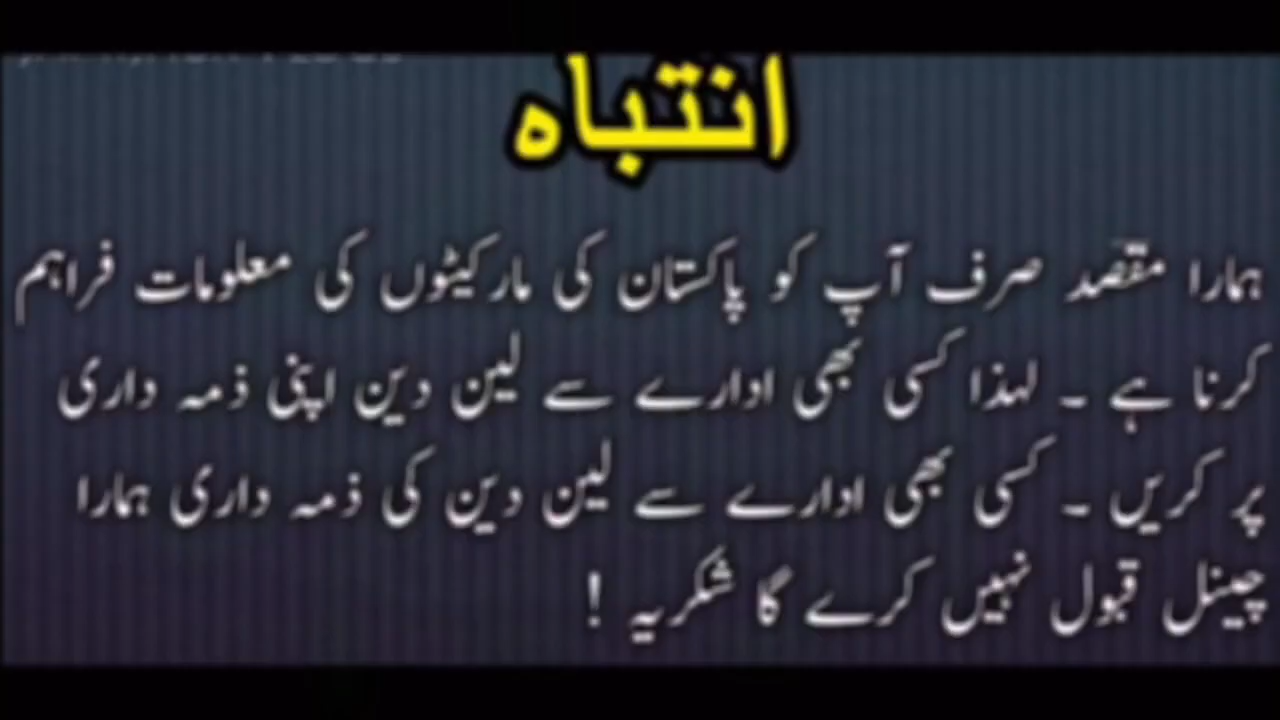 انتباہ
ہمارا مقصد صرف آپ کو پاکستان کی مارکیٹوں کی معلومات فراہم
کرنا ہے ۔ لہذا کسی بھی ادارے سے لین دین اپنی ذمہ داری
پر کریں ۔ کسی بھی ادارے سے لین دین کی ذمہ داری ہمارا
چینل قبول نہیں کرے گا شکریہ !